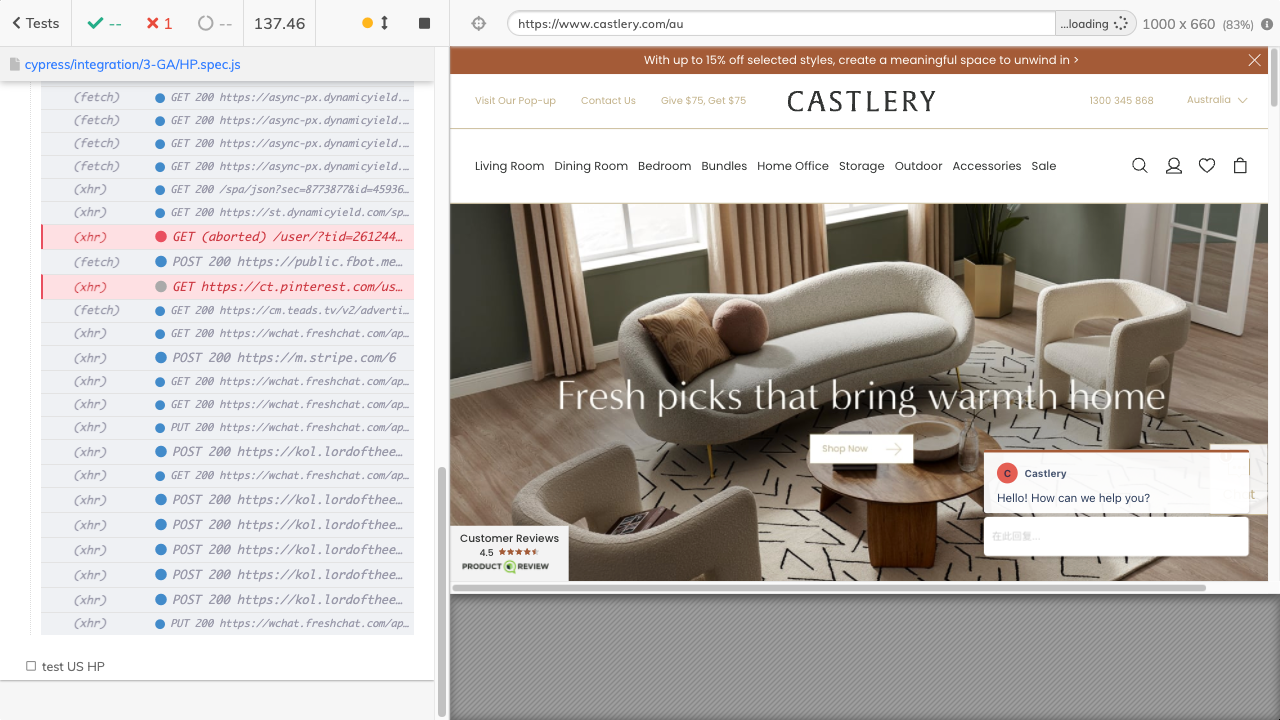 Tests
--
1
--
137.46
https://www.castlery.com/au
...loading
1000 x 660 (83%)
cypress/integration/3-GA/HP.spec.js
(fetch) GET 200 https://async-px.dynamicyield.…
(fetch) GET 200 https://async-px.dynamicyield.…
(fetch) GET 200 https://async-px.dynamicyield.…
(fetch) GET 200 https://async-px.dynamicyield.…
(xhr) GET 200 /spa/json?sec=8773877&id=45936…
(xhr) GET 200 https://st.dynamicyield.com/sp…
(xhr) GET (aborted) /user/?tid=261244…
(fetch) POST 200 https://public.fbot.me…
(xhr) GET https://ct.pinterest.com/us…
(fetch) GET 200 https://cm.teads.tv/v2/adverti…
(xhr) GET 200 https://wchat.freshchat.com/ap…
(xhr) POST 200 https://m.stripe.com/6
(xhr) GET 200 https://wchat.freshchat.com/ap…
(xhr) GET 200 https://wchat.freshchat.com/ap…
(xhr) PUT 200 https://wchat.freshchat.com/ap…
(xhr) POST 200 https://kol.lordofthee…
(xhr) GET 200 https://wchat.freshchat.com/ap…
(xhr) POST 200 https://kol.lordofthee…
(xhr) POST 200 https://kol.lordofthee…
(xhr) POST 200 https://kol.lordofthee…
(xhr) POST 200 https://kol.lordofthee…
(xhr) POST 200 https://kol.lordofthee…
(xhr) PUT 200 https://wchat.freshchat.com/ap…
test US HP
With up to 15% off selected styles, create a meaningful space to unwind in >
Visit Our Pop-up Contact Us Give $75, Get $75
CASTLERY
1300 345 868 Australia
Living Room Dining Room Bedroom Bundles Home Office Storage Outdoor Accessories Sale
Fresh picks that bring warmth home
Shop Now
C Castlery
Hello! How can we help you?
在此回复...
Customer Reviews
4.5
PRODUCT REVIEW